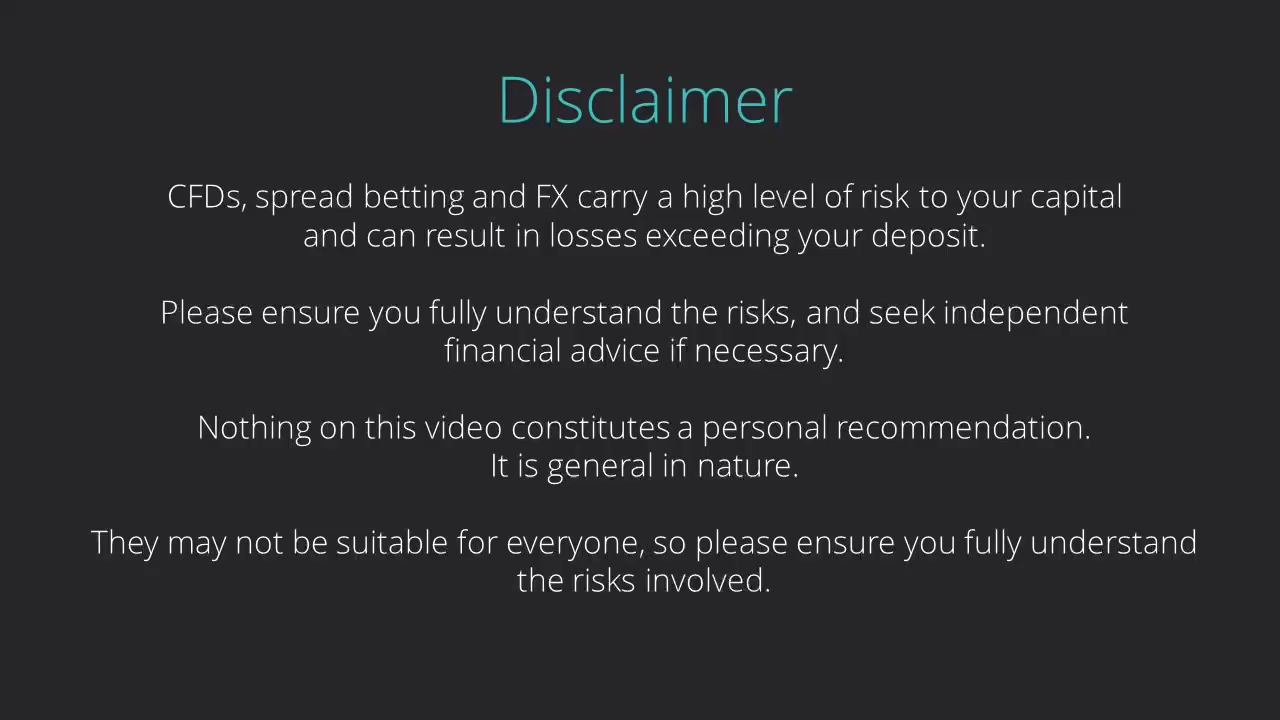 Disclaimer
CFDs, spread betting and FX carry a high level of risk to your capital
and can result in losses exceeding your deposit.
Please ensure you fully understand the risks, and seek independent
financial advice if necessary.
Nothing on this video constitutes a personal recommendation.
It is general in nature.
They may not be suitable for everyone, so please ensure you fully understand
the risks involved.